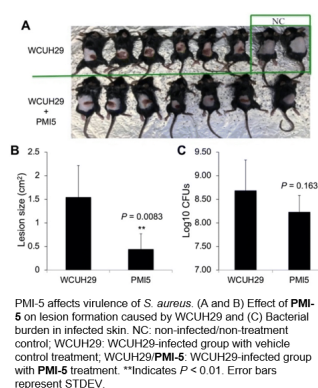 A
NC
WCUH29
WCUH29
+
PMI5
B
C
Lesion size (cm²)
2.5
2
1.5
1
0.5
0
P = 0.0083
**
WCUH29 PMI5
Log10 CFUs
9.50
9.00
8.50
8.00
7.50
7.00
P = 0.163
WCUH29 PMI5
PMI-5 affects virulence of S. aureus. (A and B) Effect of PMI-
5 on lesion formation caused by WCUH29 and (C) Bacterial
burden in infected skin. NC: non-infected/non-treatment
control; WCUH29: WCUH29-infected group with vehicle
control treatment; WCUH29/PMI-5: WCUH29-infected group
with PMI-5 treatment. **Indicates P < 0.01. Error bars
represent STDEV.